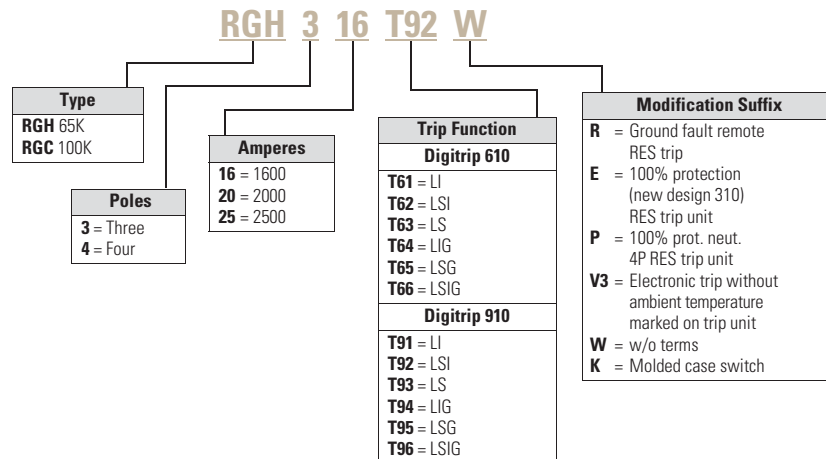 RGH 3 16 T92 W
Type
RGH 65K
RGC 100K
Poles
3 = Three
4 = Four
Amperes
16 = 1600
20 = 2000
25 = 2500
Trip Function
Digitrip 610
T61 = LI
T62 = LSI
T63 = LS
T64 = LIG
T65 = LSG
T66 = LSIG
Digitrip 910
T91 = LI
T92 = LSI
T93 = LS
T94 = LIG
T95 = LSG
T96 = LSIG
Modification Suffix
R = Ground fault remote
RES trip
E = 100% protection
(new design 310)
RES trip unit
P = 100% prot. neut.
4P RES trip unit
V3 = Electronic trip without
ambient temperature
marked on trip unit
W = w/o terms
K = Molded case switch